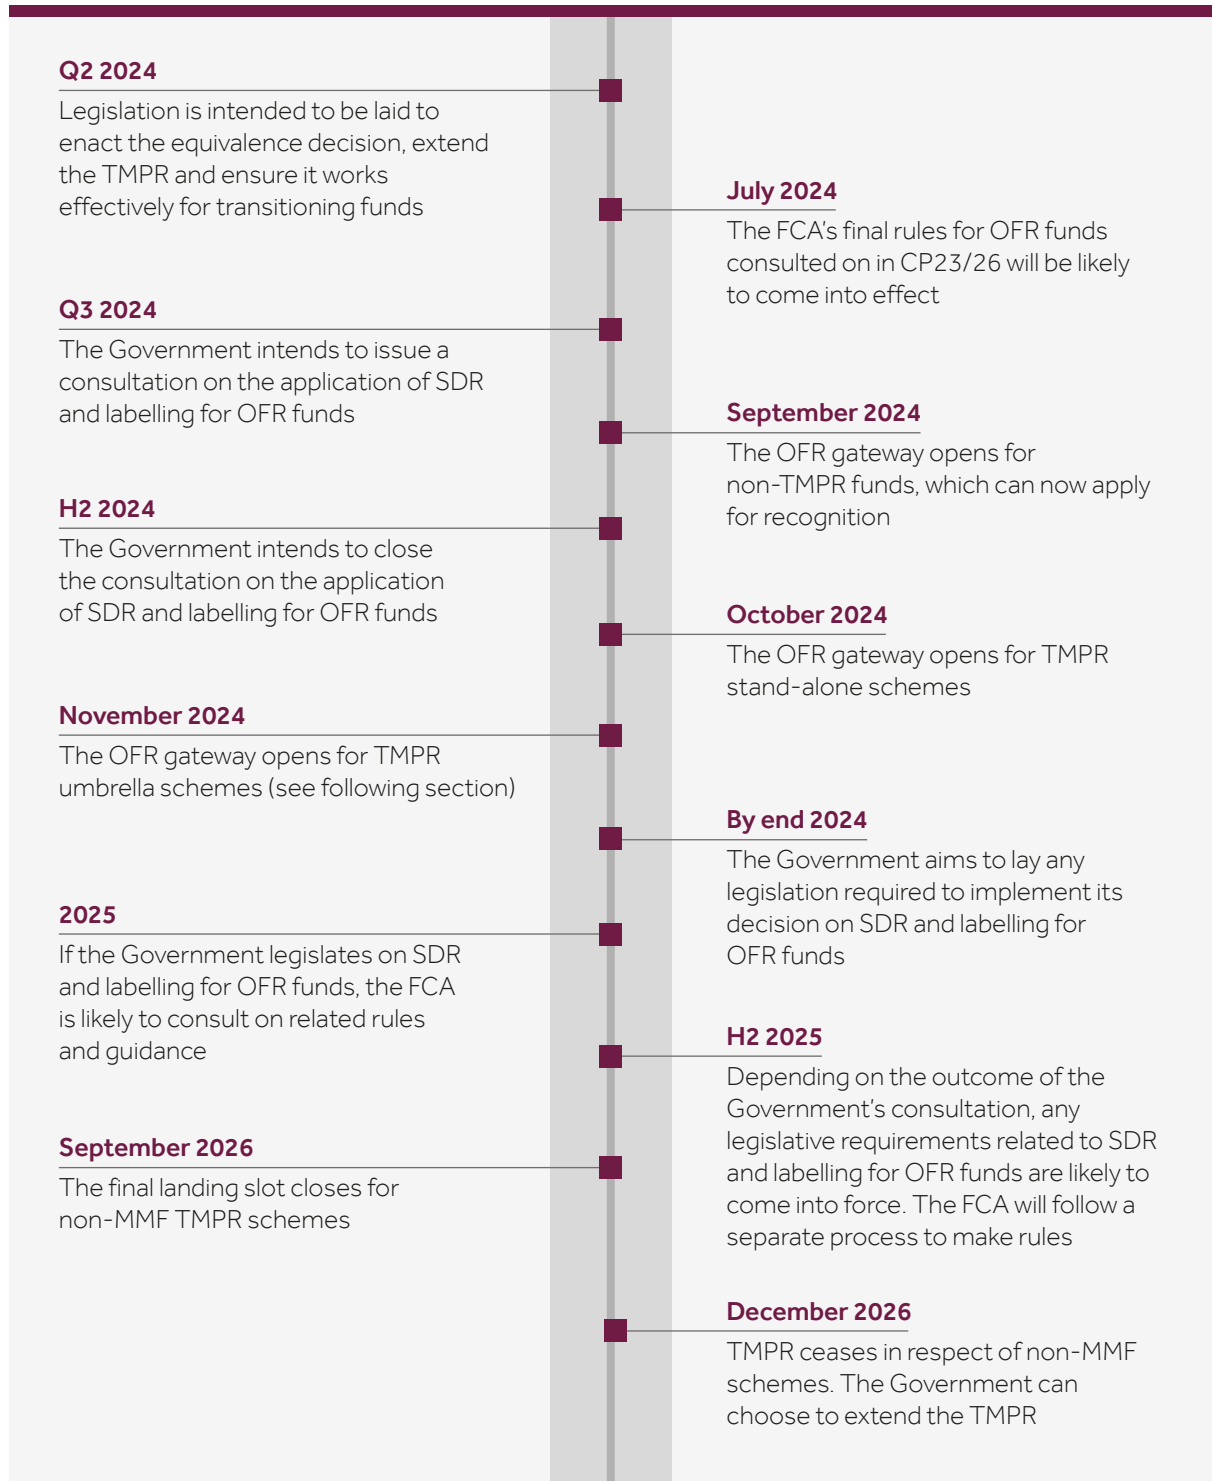 Q2 2024
Legislation is intended to be laid to
enact the equivalence decision, extend
the TMPR and ensure it works
effectively for transitioning funds
July 2024
The FCA’s final rules for OFR funds
consulted on in CP23/26 will be likely
to come into effect
Q3 2024
The Government intends to issue a
consultation on the application of SDR
and labelling for OFR funds
September 2024
The OFR gateway opens for
non-TMPR funds, which can now apply
for recognition
H2 2024
The Government intends to close
the consultation on the application
of SDR and labelling for OFR funds
October 2024
The OFR gateway opens for TMPR
stand-alone schemes
November 2024
The OFR gateway opens for TMPR
umbrella schemes (see following section)
By end 2024
The Government aims to lay any
legislation required to implement its
decision on SDR and labelling for
OFR funds
2025
If the Government legislates on SDR
and labelling for OFR funds, the FCA
is likely to consult on related rules
and guidance
H2 2025
Depending on the outcome of the
Government’s consultation, any
legislative requirements related to SDR
and labelling for OFR funds are likely to
come into force. The FCA will follow a
separate process to make rules
September 2026
The final landing slot closes for
non-MMF TMPR schemes
December 2026
TMPR ceases in respect of non-MMF
schemes. The Government can
choose to extend the TMPR